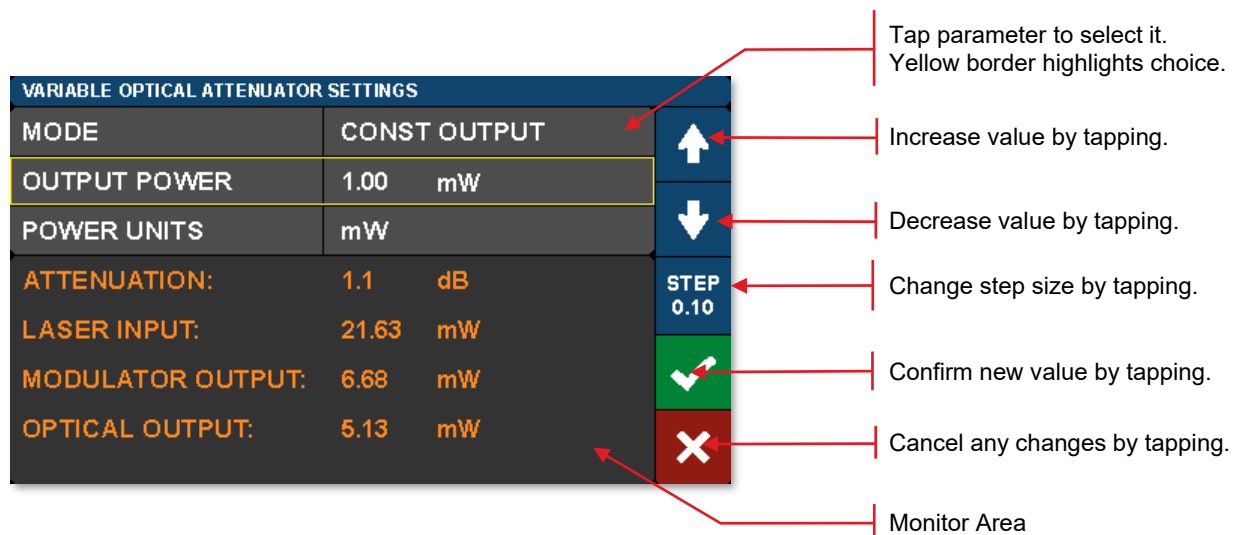 Tap parameter to select it.
Yellow border highlights choice.
VARIABLE OPTICAL ATTENUATOR SETTINGS
MODE CONST OUTPUT
Increase value by tapping.
OUTPUT POWER 1.00 mW
POWER UNITS mW
Decrease value by tapping.
ATTENUATION: 1.1 dB
STEP
0.10
Change step size by tapping.
LASER INPUT: 21.63 mW
MODULATOR OUTPUT: 6.68 mW
Confirm new value by tapping.
OPTICAL OUTPUT: 5.13 mW
Cancel any changes by tapping.
Monitor Area